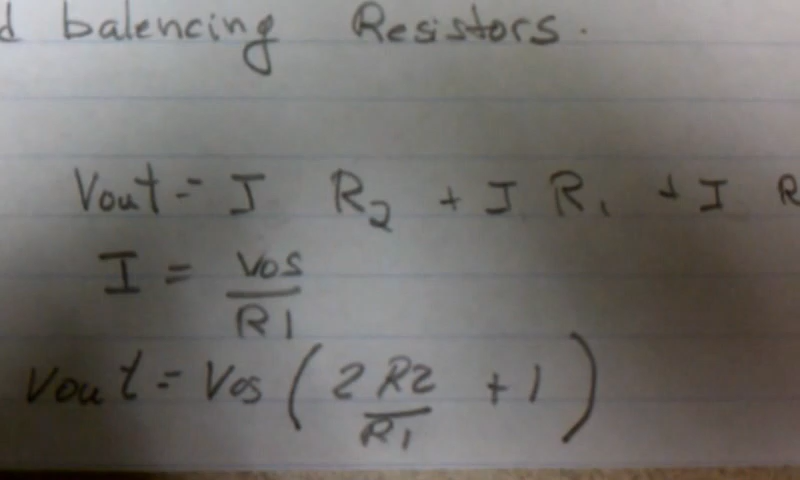 balencing Resistors.
Vout = I R2 + I R1 + I R
I = Vos/R1
Vout = Vos ( 2R2/R1 + 1 )